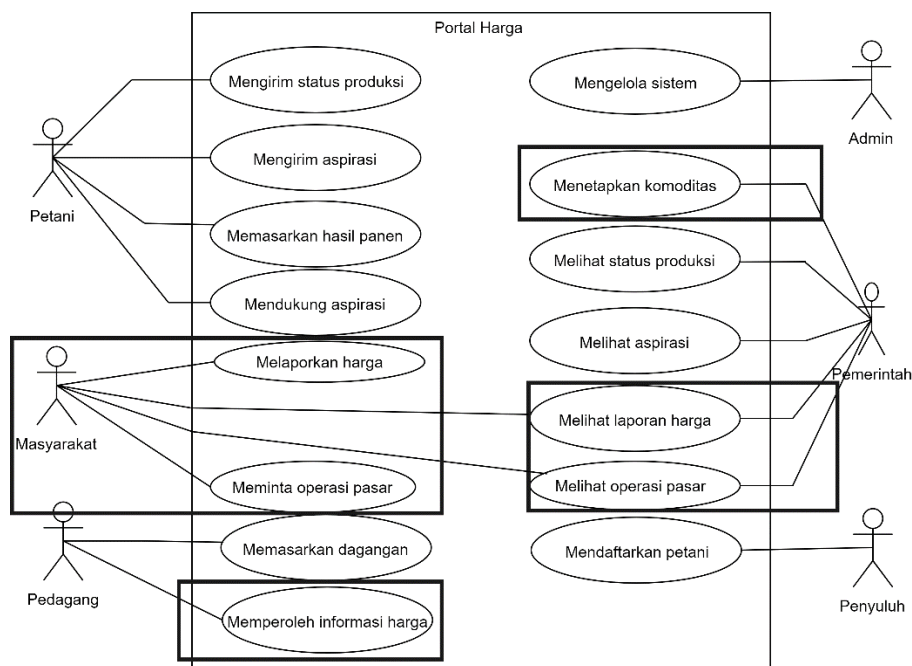 Portal Harga
Mengirim status produksi
Mengelola sistem
Admin
Mengirim aspirasi
Petani
Menetapkan komoditas
Memasarkan hasil panen
Melihat status produksi
Mendukung aspirasi
Melihat aspirasi
Melaporkan harga
Pemerintah
Masyarakat
Melihat laporan harga
Meminta operasi pasar
Melihat operasi pasar
Memasarkan dagangan
Mendaftarkan petani
Pedagang
Penyuluh
Memperoleh informasi harga